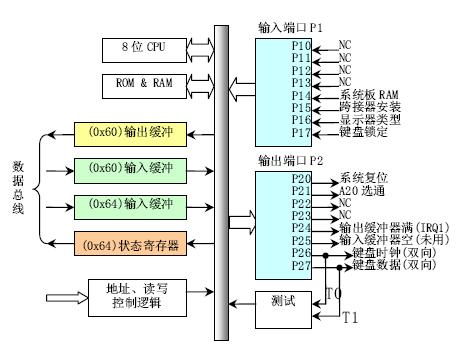 输入端口 P1
8 位 CPU
ROM & RAM
P10 NC
P11 NC
P12 NC
P13 NC
P14 系统板 RAM
P15 跨接器安装
P16 显示器类型
P17 键盘锁定
数据总线
(0x60)输出缓冲
(0x60)输入缓冲
(0x64)输入缓冲
(0x64)状态寄存器
地址、读写
控制逻辑
输出端口 P2
P20 系统复位
P21 A20 选通
P22 NC
P23 NC
P24 输出缓冲器满(IRQ1)
P25 输入缓冲器空(未用)
P26 键盘时钟(双向)
P27 键盘数据(双向)
测试
T0
T1